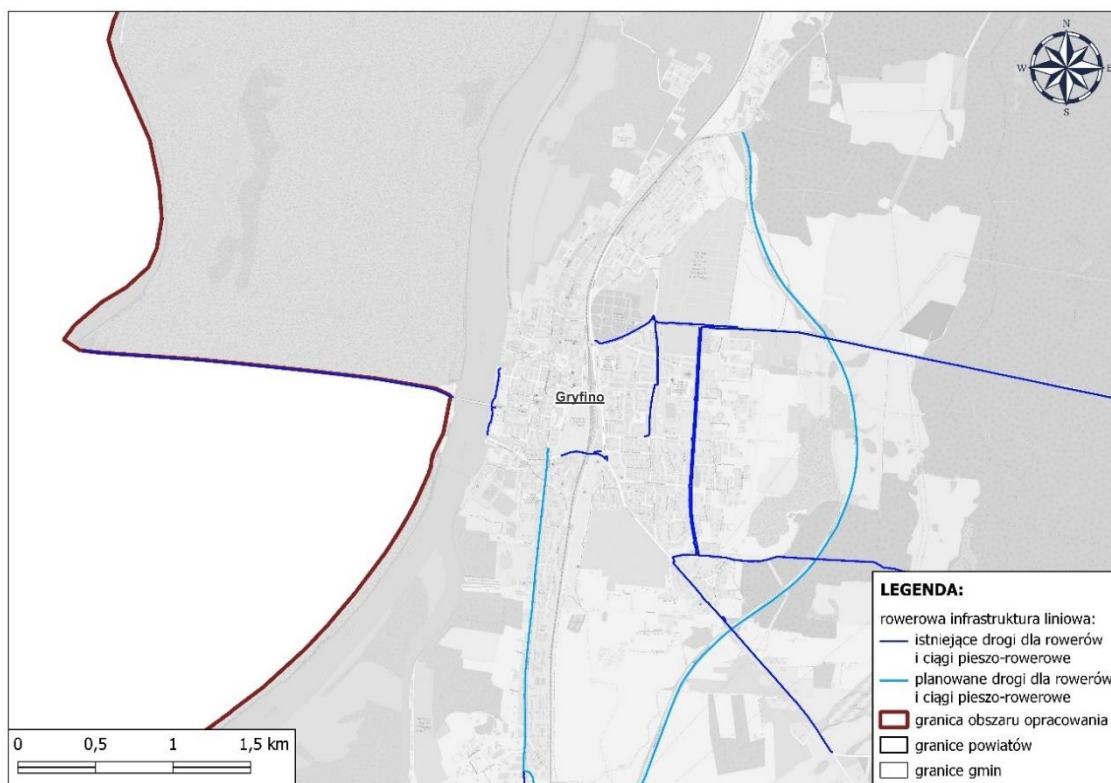 N
W E
S
Gryfino
LEGENDA:
rowerowa infrastruktura liniowa:
istniejące drogi dla rowerów
i ciągi pieszo-rowerowe
planowane drogi dla rowerów
i ciągi pieszo-rowerowe
granica obszaru opracowania
granice powiatów
granice gmin
0 0,5 1 1,5 km